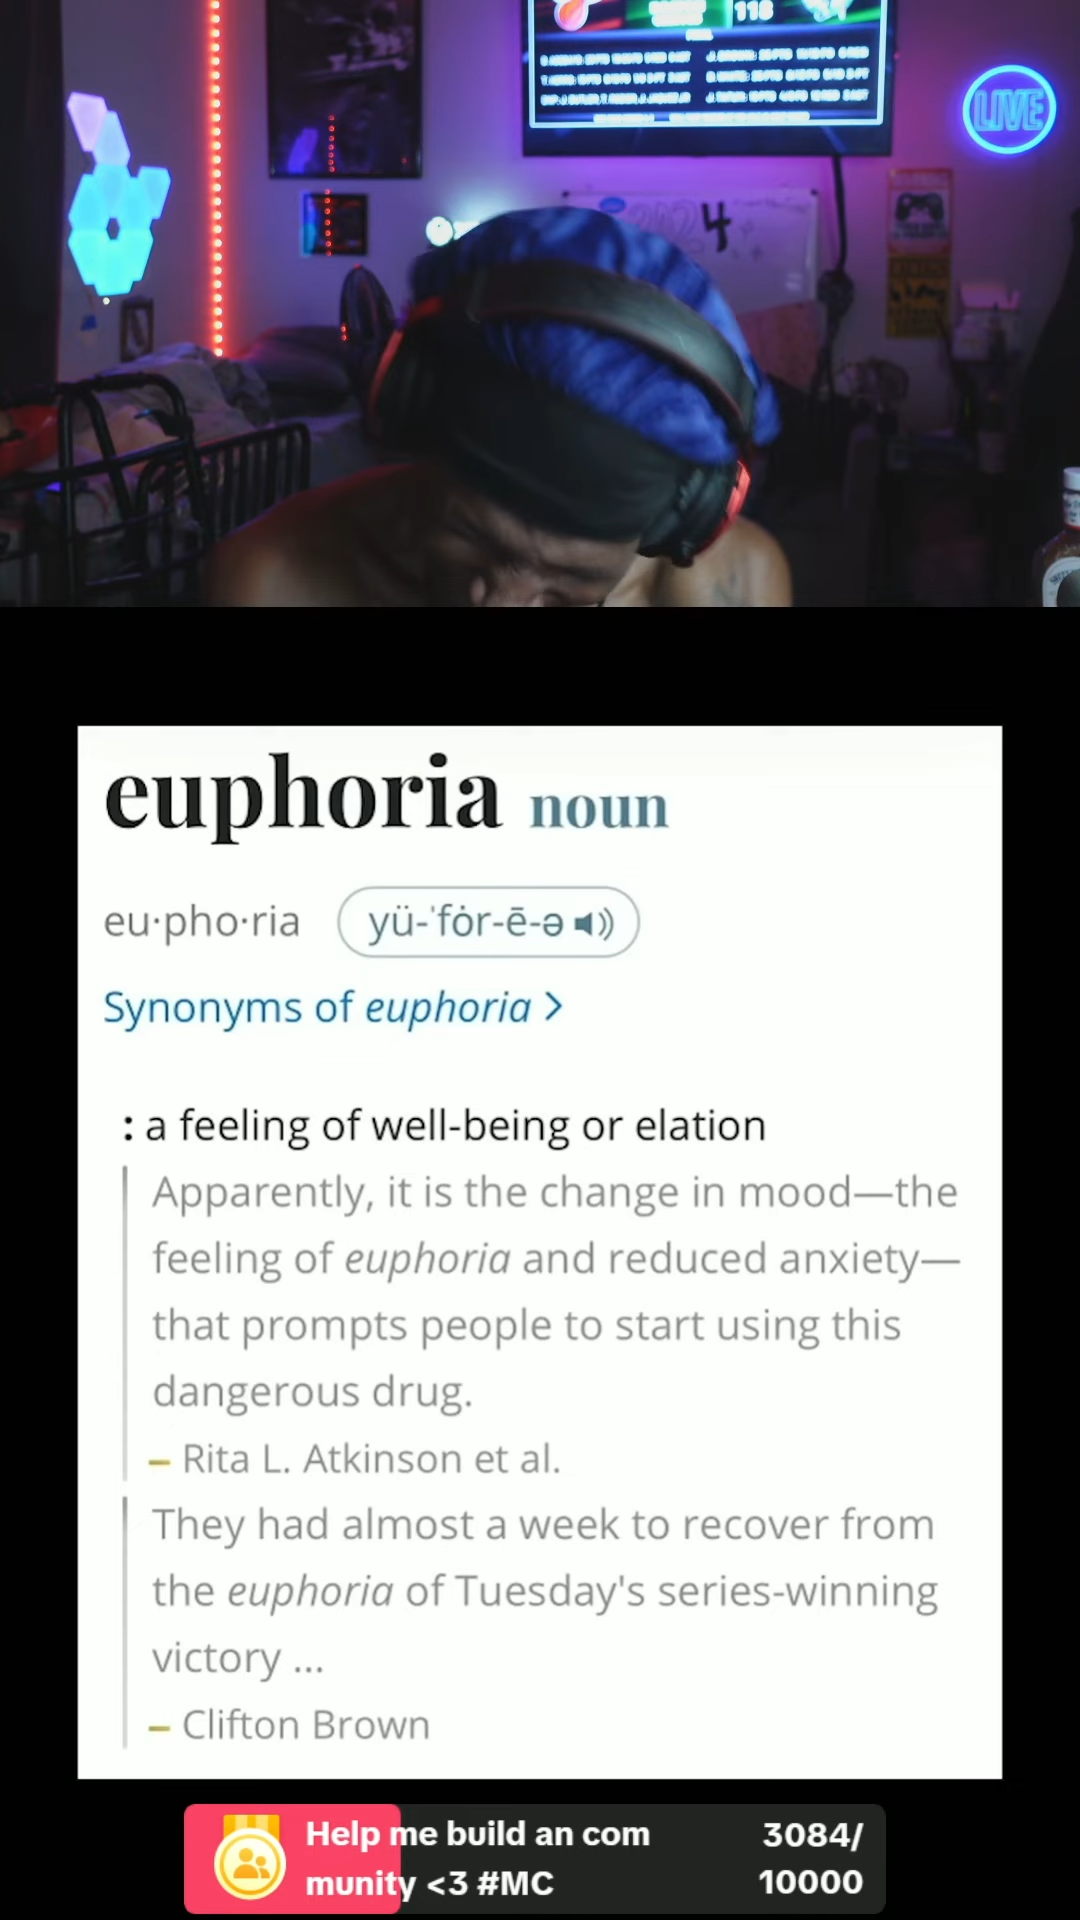 118
LIVE
2024
euphoria noun
eu·pho·ria yü-ˈfȯr-ē-ə
Synonyms of euphoria >
: a feeling of well-being or elation
Apparently, it is the change in mood—the
feeling of euphoria and reduced anxiety—
that prompts people to start using this
dangerous drug.
– Rita L. Atkinson et al.
They had almost a week to recover from
the euphoria of Tuesday's series-winning
victory ...
– Clifton Brown
Help me build an com
munity <3 #MC
3084/
10000